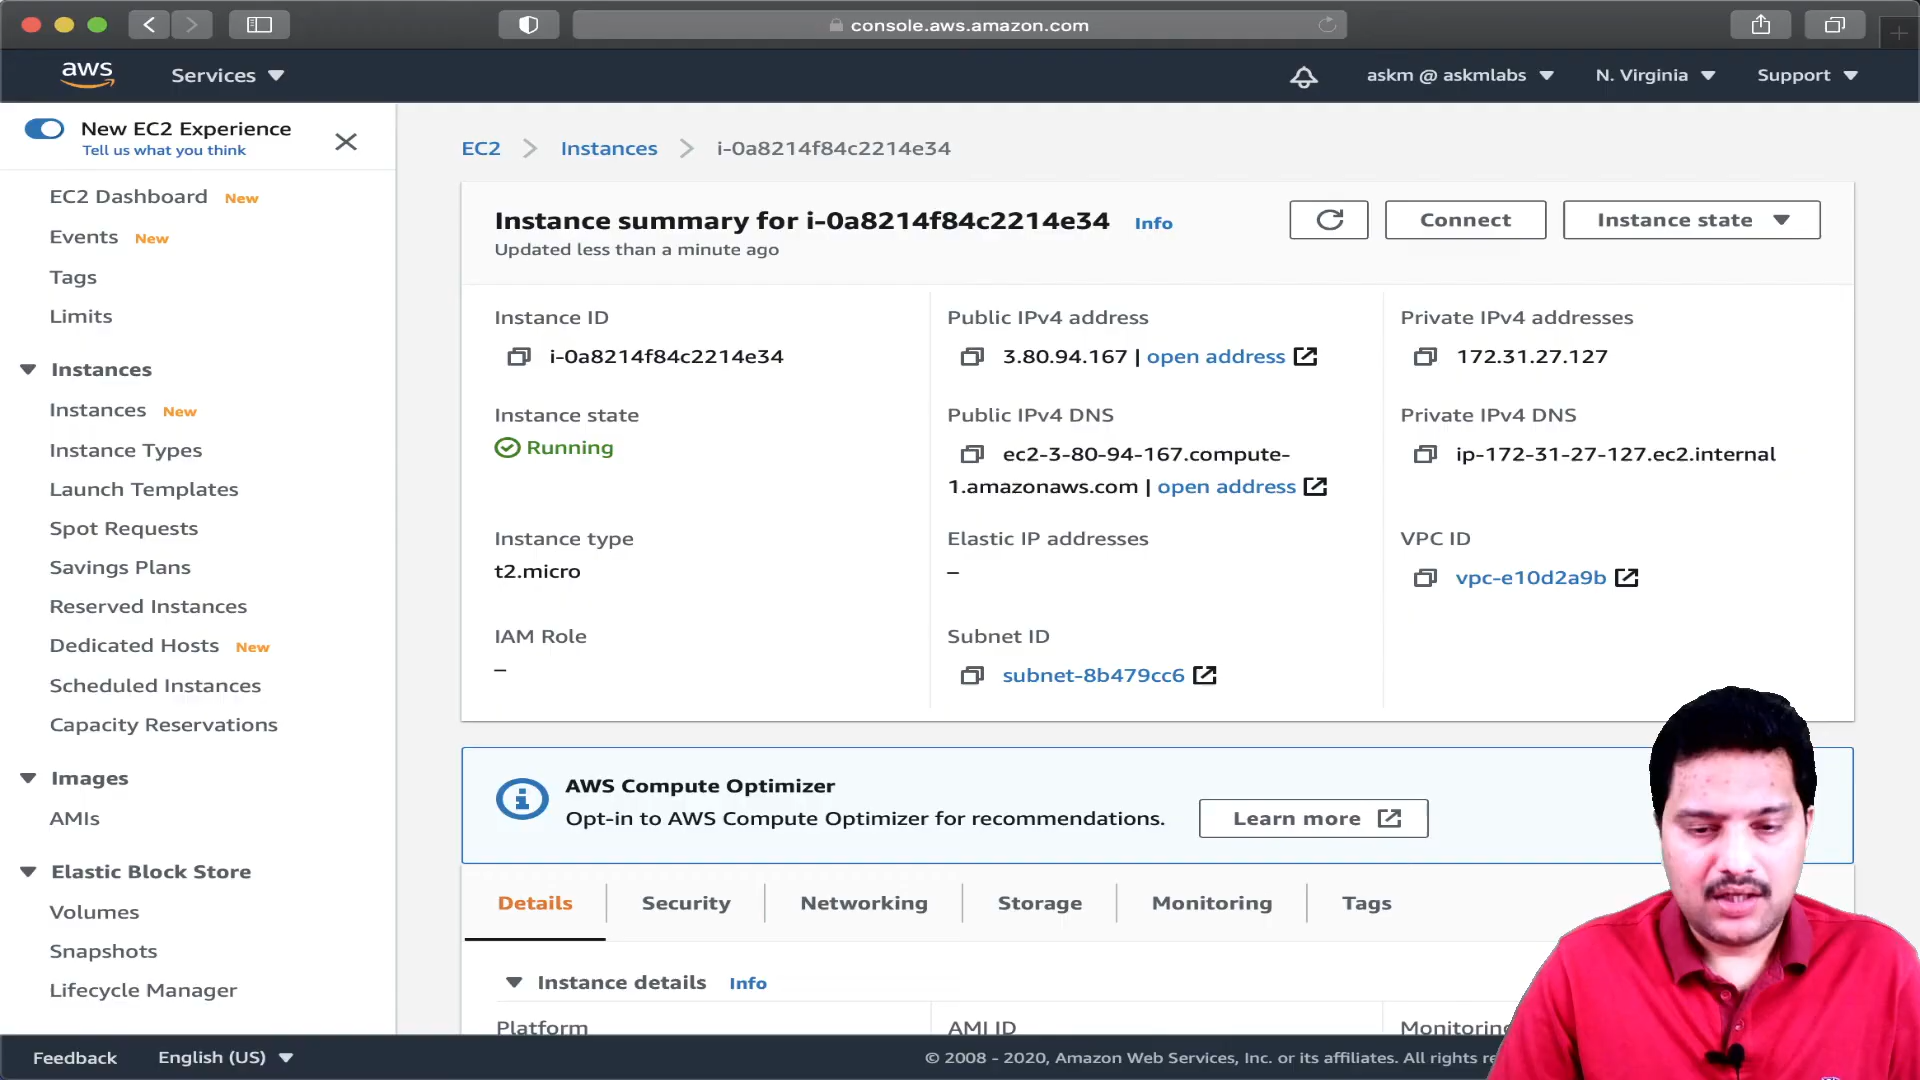 console.aws.amazon.com
aws
Services
askm @ askmlabs
N. Virginia
Support
New EC2 Experience
Tell us what you think
EC2 Dashboard New
Events New
Tags
Limits
Instances
Instances New
Instance Types
Launch Templates
Spot Requests
Savings Plans
Reserved Instances
Dedicated Hosts New
Scheduled Instances
Capacity Reservations
Images
AMIs
Elastic Block Store
Volumes
Snapshots
Lifecycle Manager
EC2 > Instances > i-0a8214f84c2214e34
Instance summary for i-0a8214f84c2214e34 Info
Updated less than a minute ago
Connect
Instance state
Instance ID
i-0a8214f84c2214e34
Public IPv4 address
3.80.94.167 | open address
Private IPv4 addresses
172.31.27.127
Instance state
Running
Public IPv4 DNS
ec2-3-80-94-167.compute-
1.amazonaws.com | open address
Private IPv4 DNS
ip-172-31-27-127.ec2.internal
Instance type
t2.micro
Elastic IP addresses
–
VPC ID
vpc-e10d2a9b
IAM Role
–
Subnet ID
subnet-8b479cc6
AWS Compute Optimizer
Opt-in to AWS Compute Optimizer for recommendations.
Learn more
Details
Security
Networking
Storage
Monitoring
Tags
Instance details Info
Platform
AMI ID
Monitoring
Feedback
English (US)
© 2008 - 2020, Amazon Web Services, Inc. or its affiliates. All rights